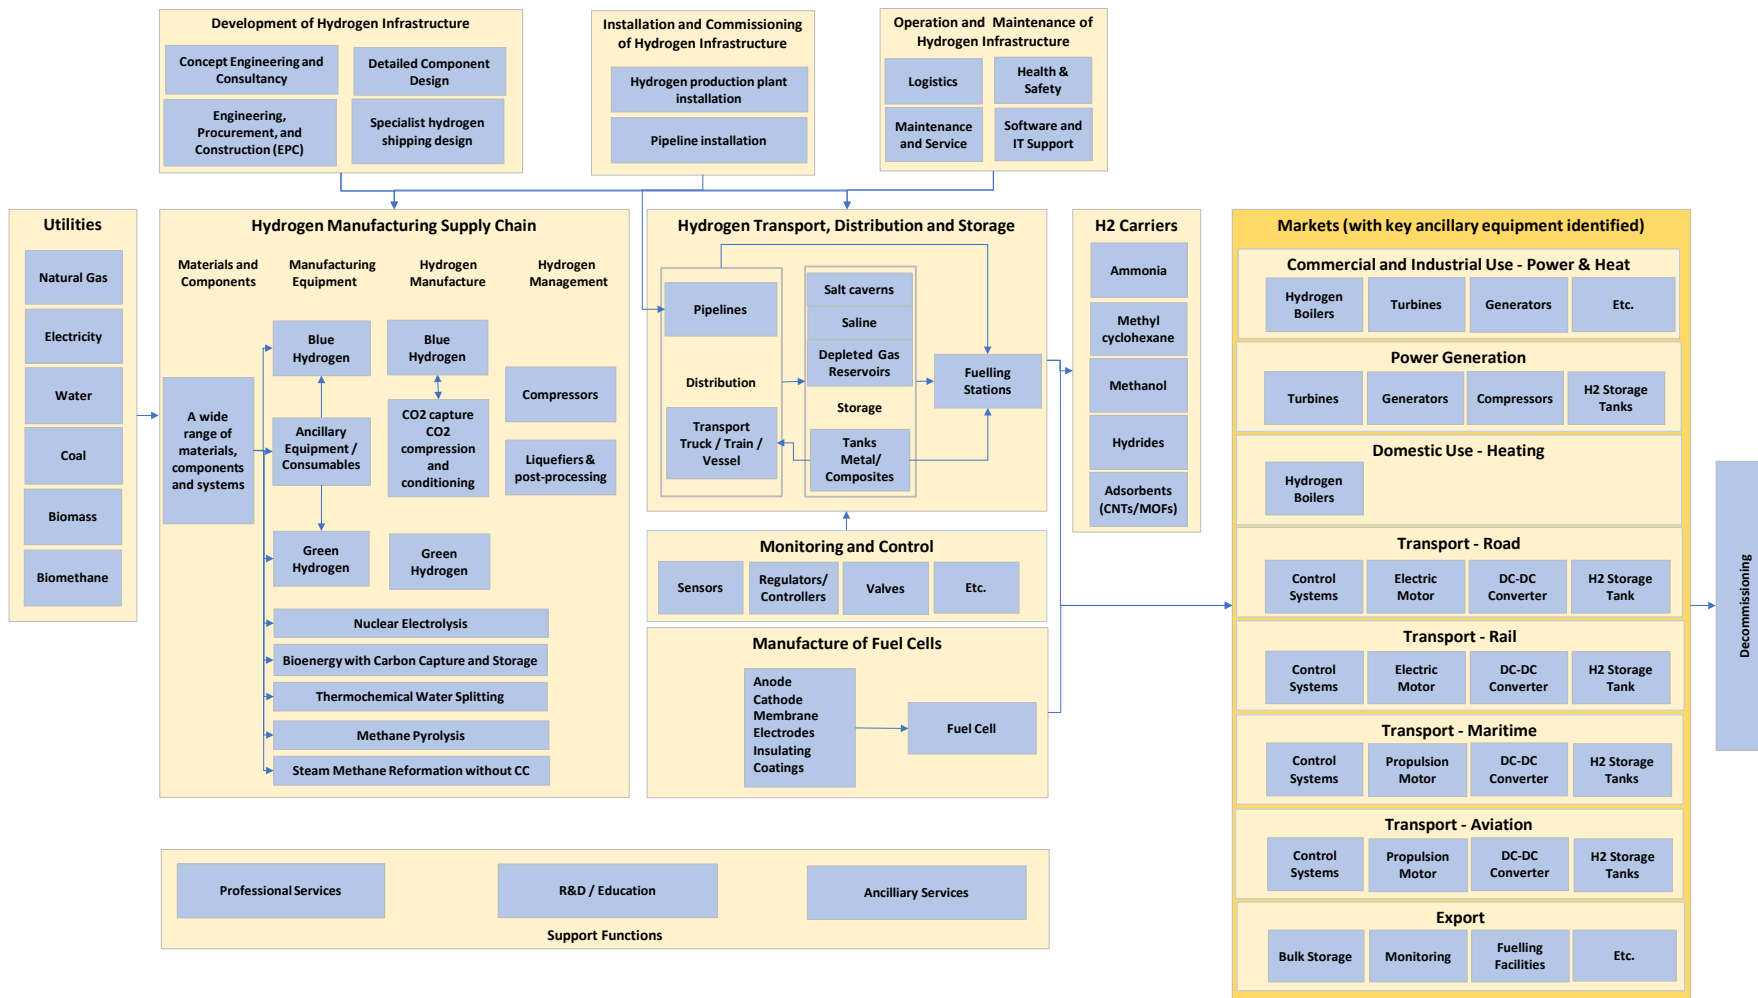 Development of Hydrogen Infrastructure
Concept Engineering and
Consultancy
Detailed Component
Design
Engineering,
Procurement, and
Construction (EPC)
Specialist hydrogen
shipping design
Installation and Commissioning
of Hydrogen Infrastructure
Hydrogen production plant
installation
Pipeline installation
Operation and Maintenance of
Hydrogen Infrastructure
Logistics
Health &
Safety
Maintenance
and Service
Software and
IT Support
Utilities
Natural Gas
Electricity
Water
Coal
Biomass
Biomethane
Hydrogen Manufacturing Supply Chain
Materials and
Components
Manufacturing
Equipment
Hydrogen
Manufacture
Hydrogen
Management
A wide
range of
materials,
components
and systems
Blue
Hydrogen
Ancillary
Equipment /
Consumables
Green
Hydrogen
Blue
Hydrogen
CO2 capture
CO2
compression
and
conditioning
Green
Hydrogen
Compressors
Liquefiers &
post-processing
Nuclear Electrolysis
Bioenergy with Carbon Capture and Storage
Thermochemical Water Splitting
Methane Pyrolysis
Steam Methane Reformation without CC
Hydrogen Transport, Distribution and Storage
Pipelines
Distribution
Transport
Truck / Train /
Vessel
Salt caverns
Saline
Depleted Gas
Reservoirs
Storage
Tanks
Metal/
Composites
Fuelling
Stations
Monitoring and Control
Sensors
Regulators/
Controllers
Valves
Etc.
Manufacture of Fuel Cells
Anode
Cathode
Membrane
Electrodes
Insulating
Coatings
Fuel Cell
H2 Carriers
Ammonia
Methyl
cyclohexane
Methanol
Hydrides
Adsorbents
(CNTs/MOFs)
Markets (with key ancillary equipment identified)
Commercial and Industrial Use - Power & Heat
Hydrogen
Boilers
Turbines
Generators
Etc.
Power Generation
Turbines
Generators
Compressors
H2 Storage
Tanks
Domestic Use - Heating
Hydrogen
Boilers
Transport - Road
Control
Systems
Electric
Motor
DC-DC
Converter
H2 Storage
Tank
Transport - Rail
Control
Systems
Electric
Motor
DC-DC
Converter
H2 Storage
Tank
Transport - Maritime
Control
Systems
Propulsion
Motor
DC-DC
Converter
H2 Storage
Tanks
Transport - Aviation
Control
Systems
Propulsion
Motor
DC-DC
Converter
H2 Storage
Tanks
Export
Bulk Storage
Monitoring
Fuelling
Facilities
Etc.
Decommissioning
Professional Services
R&D / Education
Ancilliary Services
Support Functions